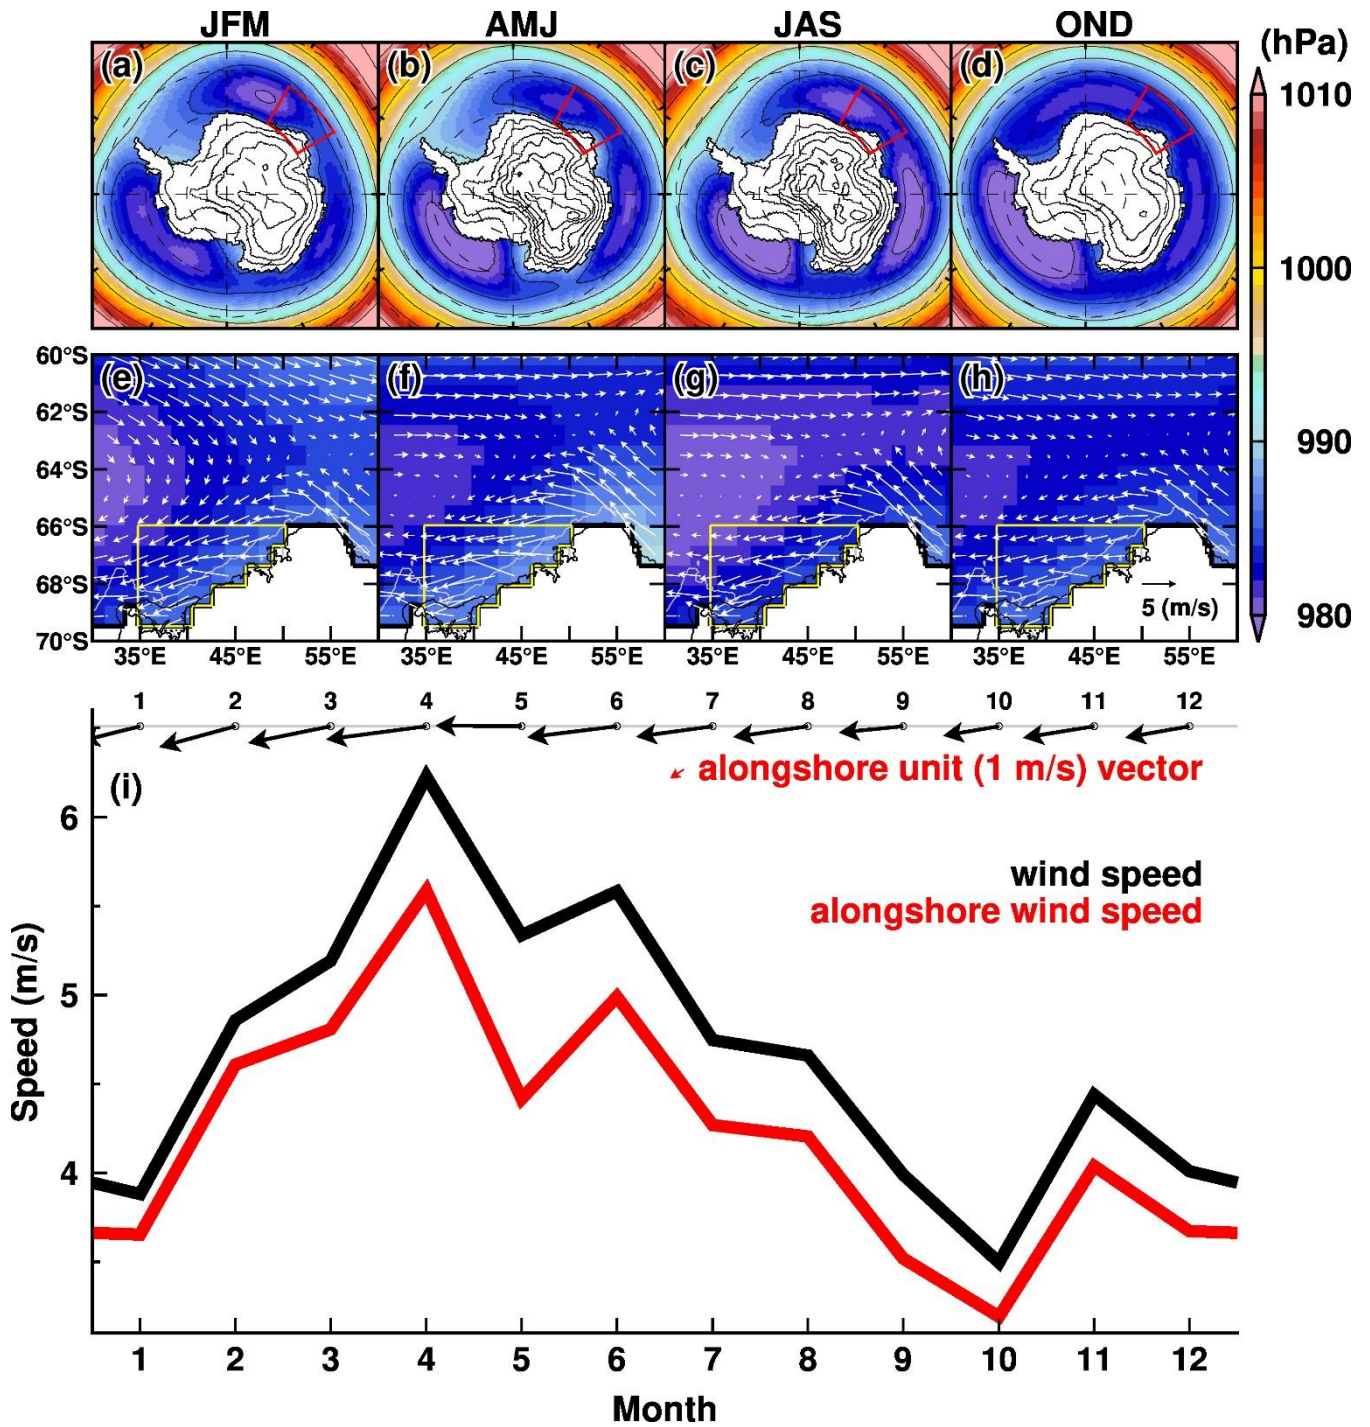 JFM AMJ JAS OND
(hPa)
(a) (b) (c) (d)
1010
1000
990
980
(e) (f) (g) (h)
60°S
62°S
64°S
66°S
68°S
70°S
5 (m/s)
35°E 45°E 55°E 35°E 45°E 55°E 35°E 45°E 55°E 35°E 45°E 55°E
1 2 3 4 5 6 7 8 9 10 11 12
alongshore unit (1 m/s) vector
(i)
wind speed
alongshore wind speed
Speed (m/s)
6
5
4
1 2 3 4 5 6 7 8 9 10 11 12
Month